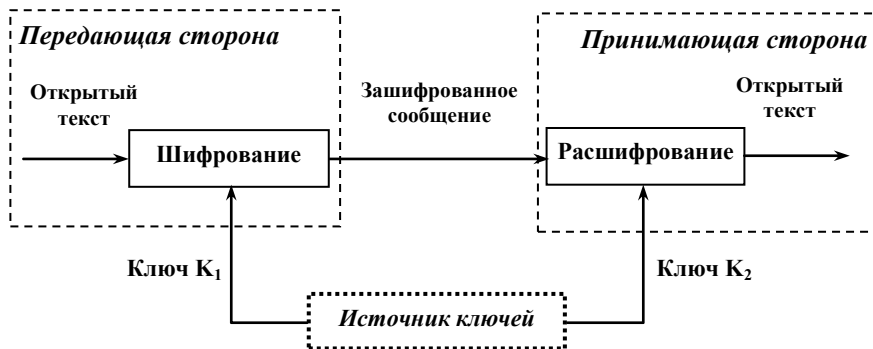 Передающая сторона
Принимающая сторона
Открытый
текст
Зашифрованное
сообщение
Открытый
текст
Шифрование
Расшифрование
Ключ K₁
Ключ K₂
Источник ключей